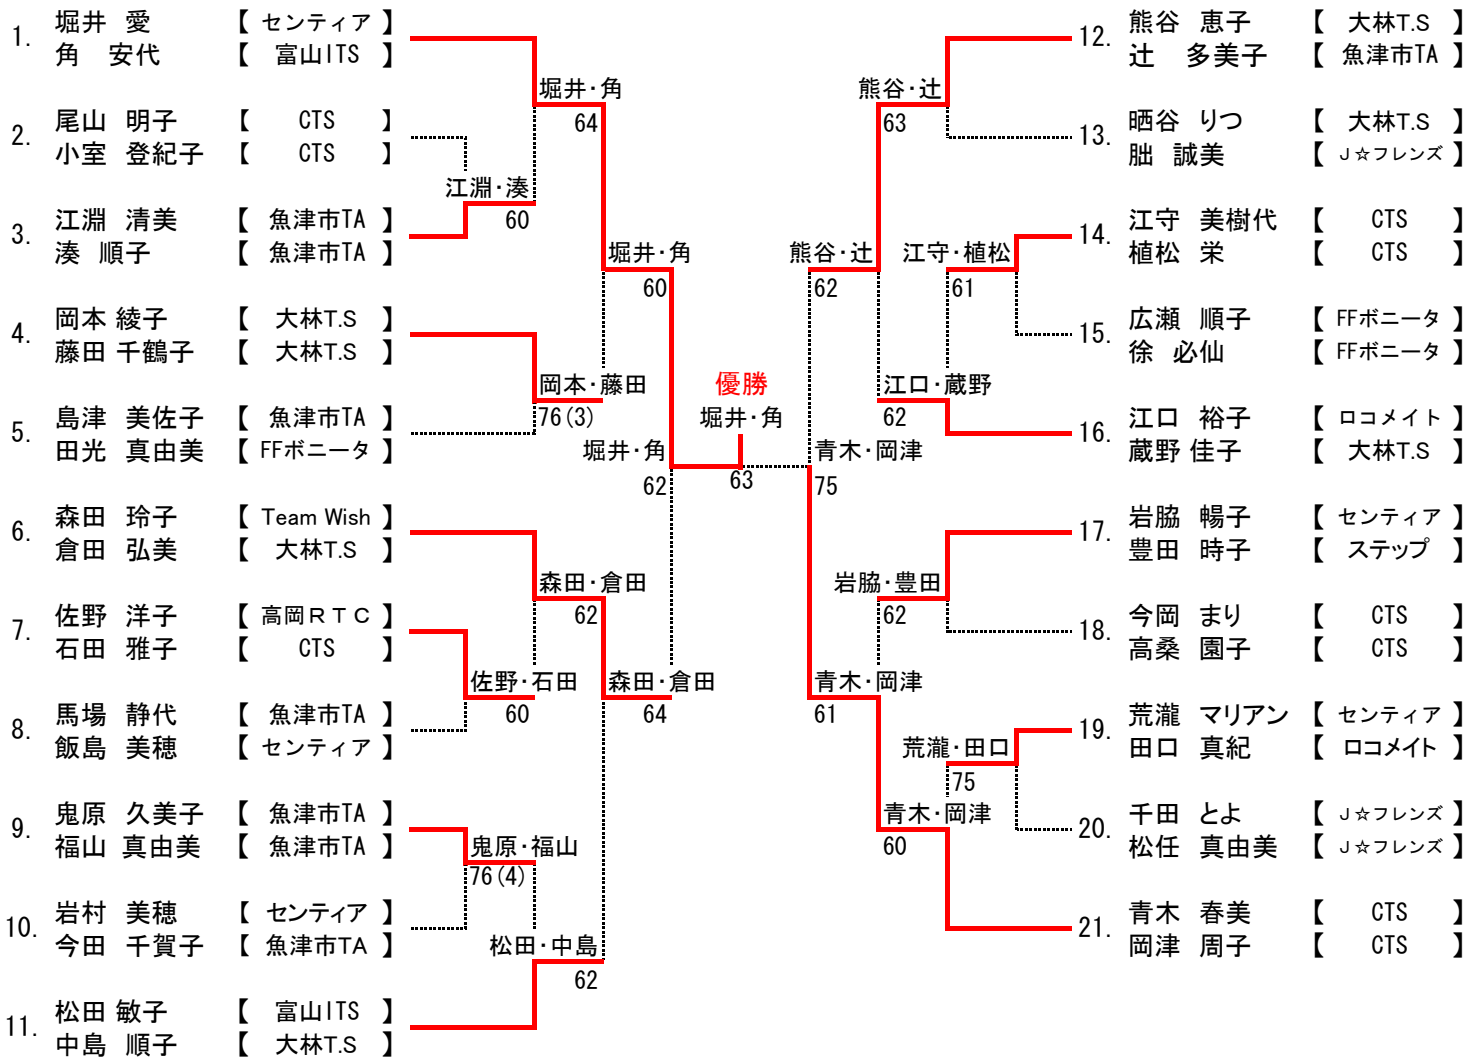 1. 堀井 愛 【 センティア 】
角 安代 【 富山ITS 】
2. 尾山 明子 【 CTS 】
小室 登紀子 【 CTS 】
3. 江淵 清美 【 魚津市TA 】
湊 順子 【 魚津市TA 】
4. 岡本 綾子 【 大林T.S 】
藤田 千鶴子 【 大林T.S 】
5. 島津 美佐子 【 魚津市TA 】
田光 真由美 【 FFボニータ 】
6. 森田 玲子 【 Team Wish 】
倉田 弘美 【 大林T.S 】
7. 佐野 洋子 【 高岡RTC 】
石田 雅子 【 CTS 】
8. 馬場 静代 【 魚津市TA 】
飯島 美穂 【 センティア 】
9. 鬼原 久美子 【 魚津市TA 】
福山 真由美 【 魚津市TA 】
10. 岩村 美穂 【 センティア 】
今田 千賀子 【 魚津市TA 】
11. 松田 敏子 【 富山ITS 】
中島 順子 【 大林T.S 】
堀井・角
64
江淵・湊
60
堀井・角
60
岡本・藤田
76(3)
堀井・角
62
森田・倉田
62
佐野・石田
60
森田・倉田
64
鬼原・福山
76(4)
松田・中島
62
優勝
堀井・角
63
熊谷・辻
63
熊谷・辻
62
江守・植松
61
江口・蔵野
62
青木・岡津
75
岩脇・豊田
62
青木・岡津
61
荒瀧・田口
75
青木・岡津
60
12. 熊谷 恵子 【 大林T.S 】
辻 多美子 【 魚津市TA 】
13. 晒谷 りつ 【 大林T.S 】
朏 誠美 【 J☆フレンズ 】
14. 江守 美樹代 【 CTS 】
植松 栄 【 CTS 】
15. 広瀬 順子 【 FFボニータ 】
徐 必仙 【 FFボニータ 】
16. 江口 裕子 【 ロコメイト 】
蔵野 佳子 【 大林T.S 】
17. 岩脇 暢子 【 センティア 】
豊田 時子 【 ステップ 】
18. 今岡 まり 【 CTS 】
高桑 園子 【 CTS 】
19. 荒瀧 マリアン 【 センティア 】
田口 真紀 【 ロコメイト 】
20. 千田 とよ 【 J☆フレンズ 】
松任 真由美 【 J☆フレンズ 】
21. 青木 春美 【 CTS 】
岡津 周子 【 CTS 】